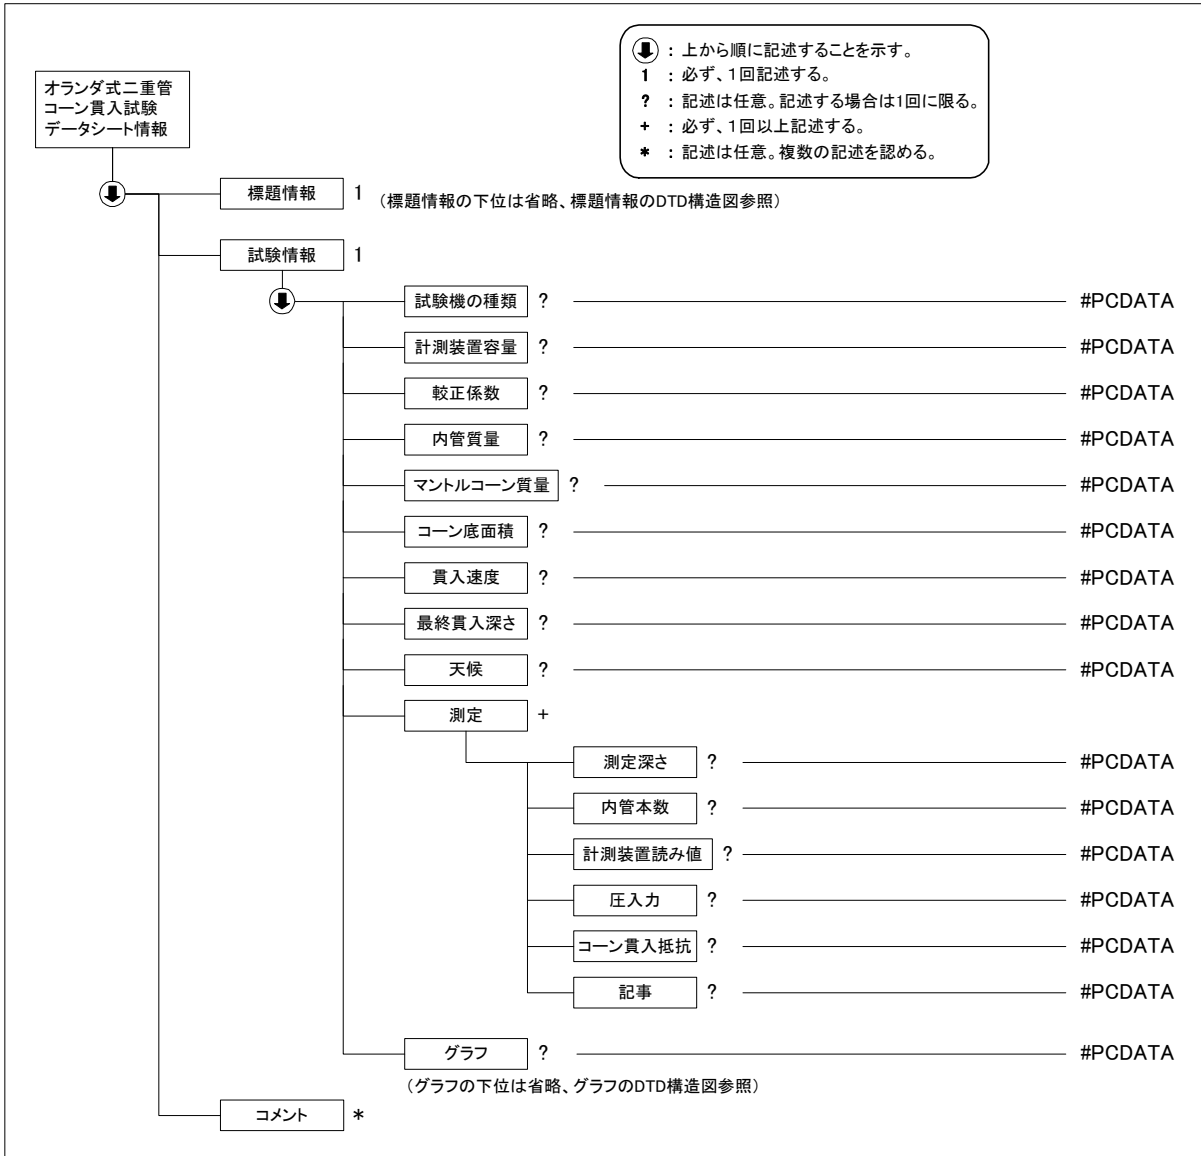 ：上から順に記述することを示す。
1 ：必ず、1回記述する。
? ：記述は任意。記述する場合は1回に限る。
+ ：必ず、1回以上記述する。
* ：記述は任意。複数の記述を認める。
オランダ式二重管
コーン貫入試験
データシート情報
標題情報 1 （標題情報の下位は省略、標題情報のDTD構造図参照）
試験情報 1
試験機の種類 ? #PCDATA
計測装置容量 ? #PCDATA
較正係数 ? #PCDATA
内管質量 ? #PCDATA
マントルコーン質量 ? #PCDATA
コーン底面積 ? #PCDATA
貫入速度 ? #PCDATA
最終貫入深さ ? #PCDATA
天候 ? #PCDATA
測定 +
測定深さ ? #PCDATA
内管本数 ? #PCDATA
計測装置読み値 ? #PCDATA
圧入力 ? #PCDATA
コーン貫入抵抗 ? #PCDATA
記事 ? #PCDATA
グラフ ? #PCDATA
（グラフの下位は省略、グラフのDTD構造図参照）
コメント *